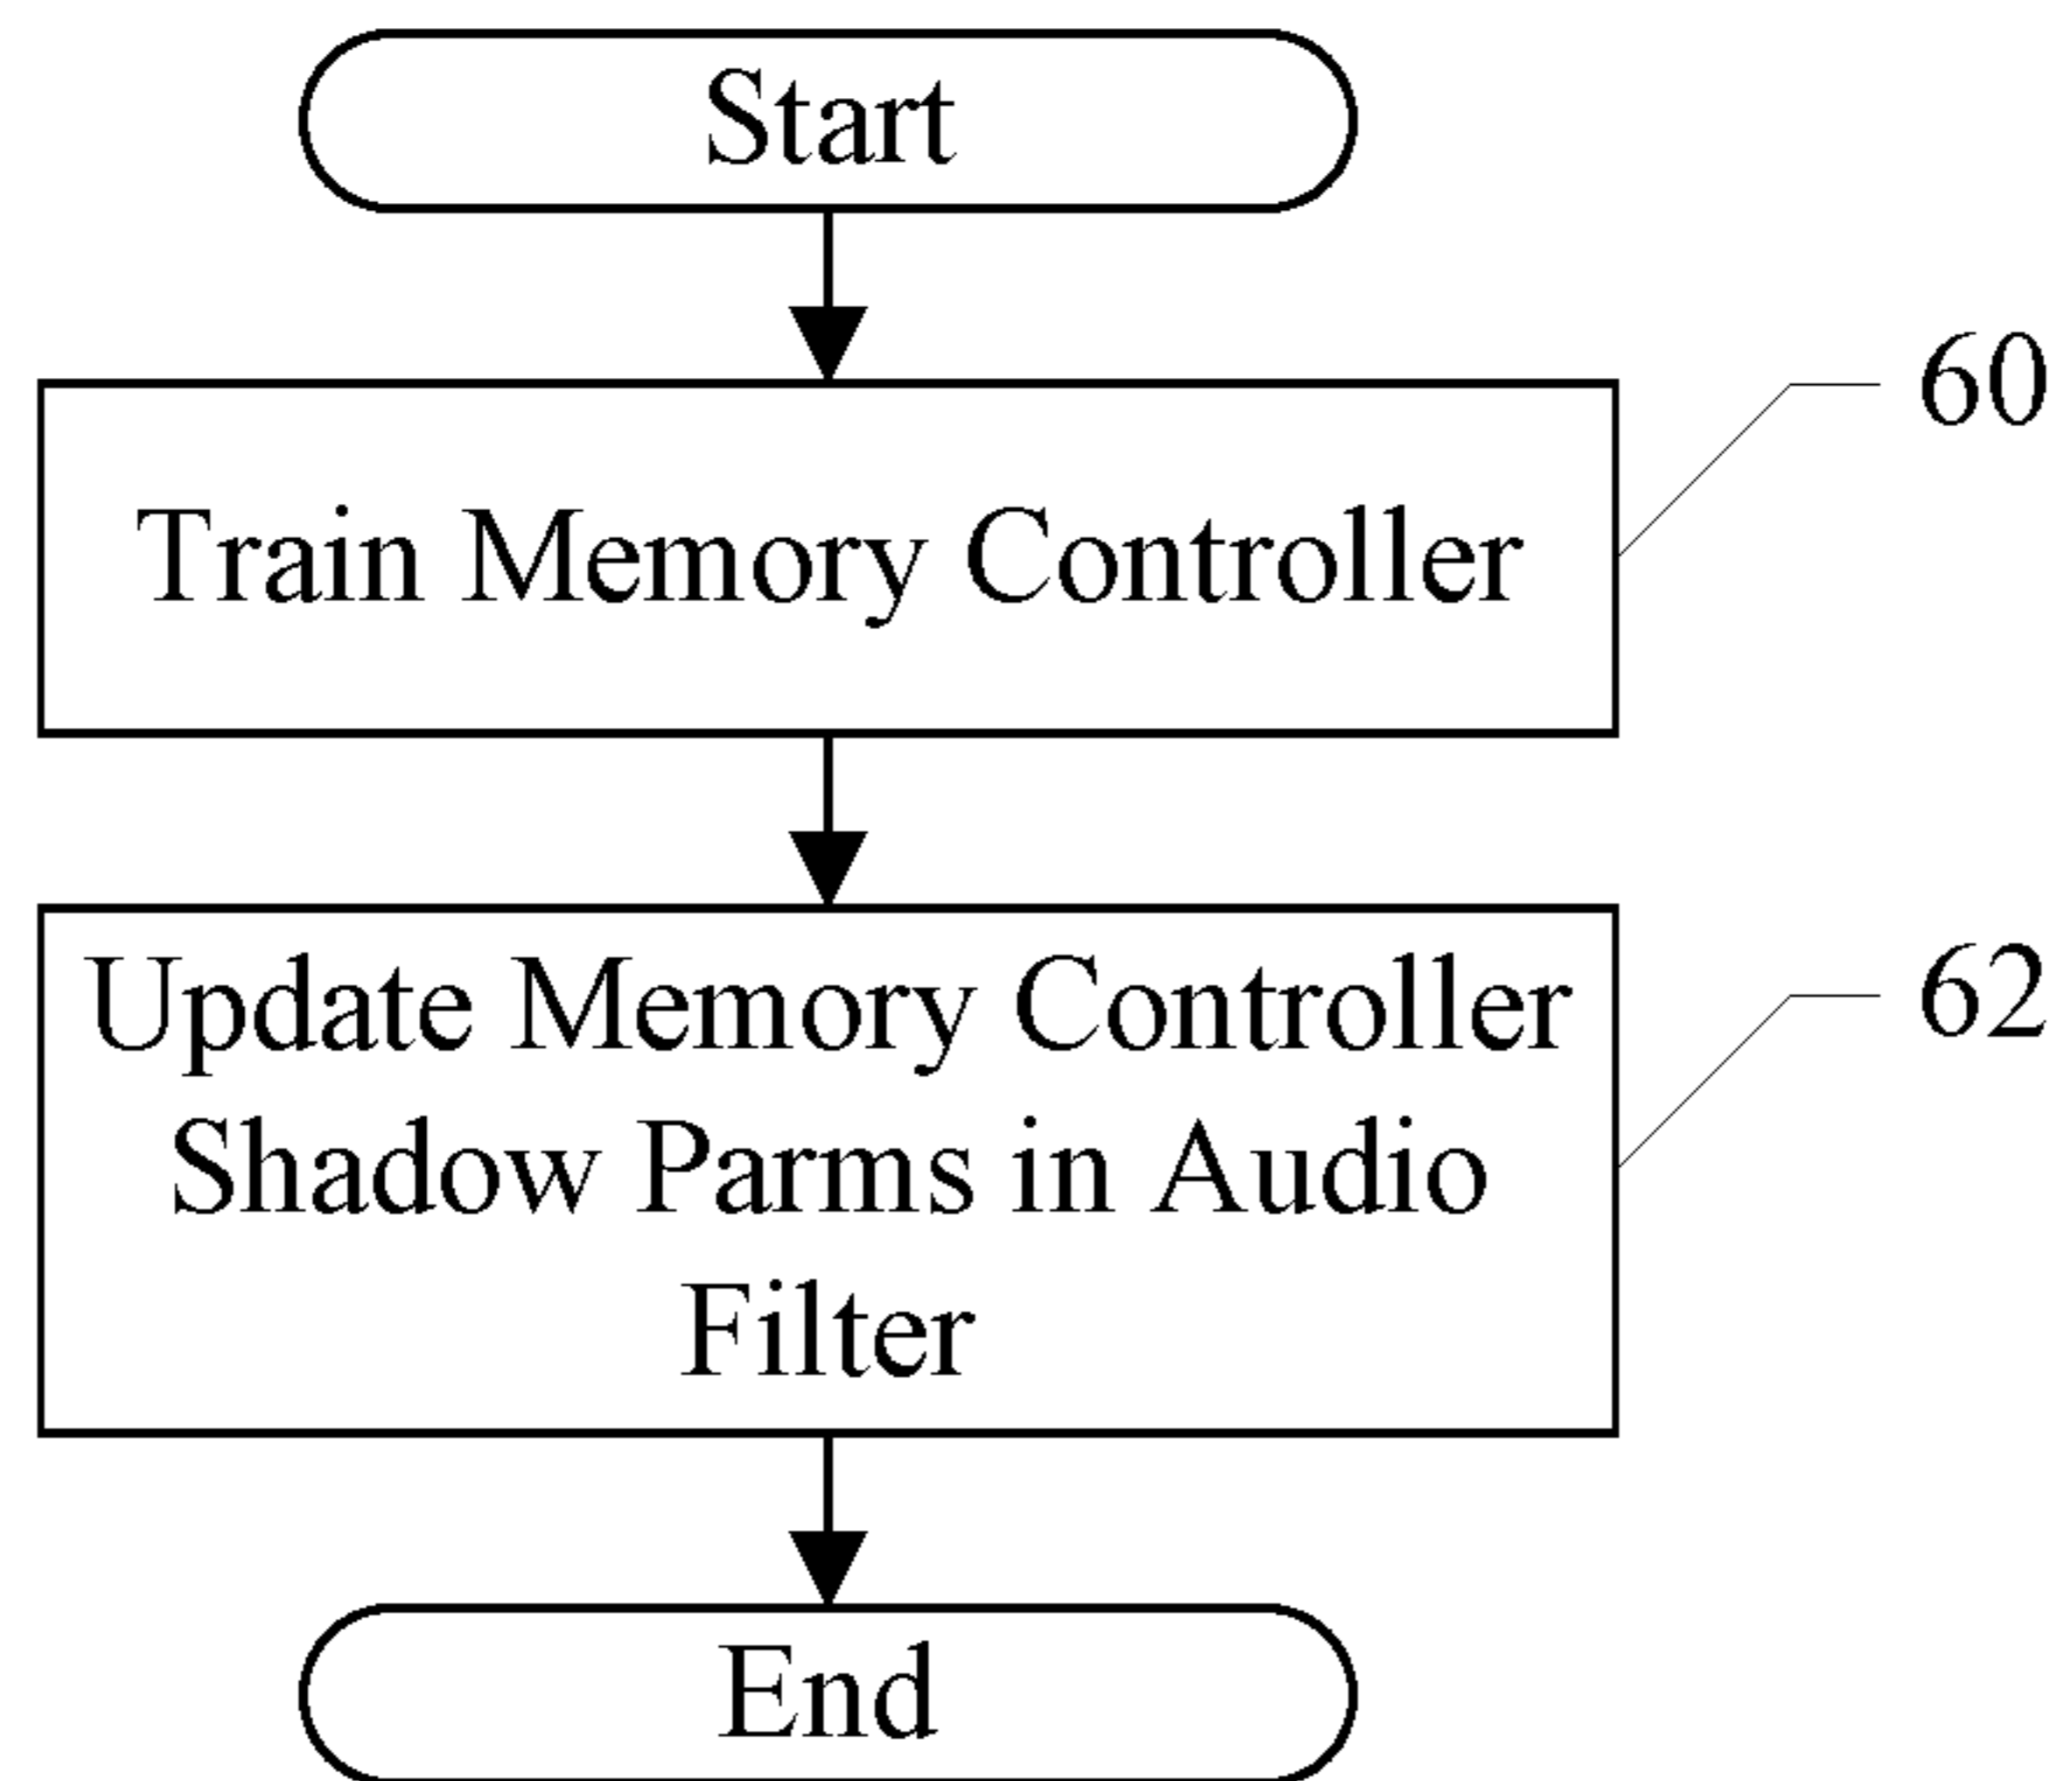 Start
60
Train Memory Controller
62
Update Memory Controller
Shadow Parms in Audio
Filter
End